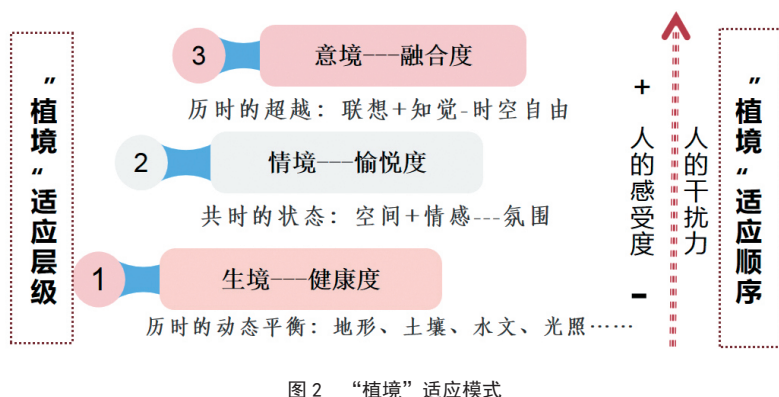 “植境“适应层级
3
意境---融合度
历时的超越：联想+知觉-时空自由
2
情境---愉悦度
共时的状态：空间+情感---氛围
1
生境---健康度
历时的动态平衡：地形、土壤、水文、光照……
+
人的感受度
-
人的干扰力
“植境“适应顺序
图 2 “植境”适应模式